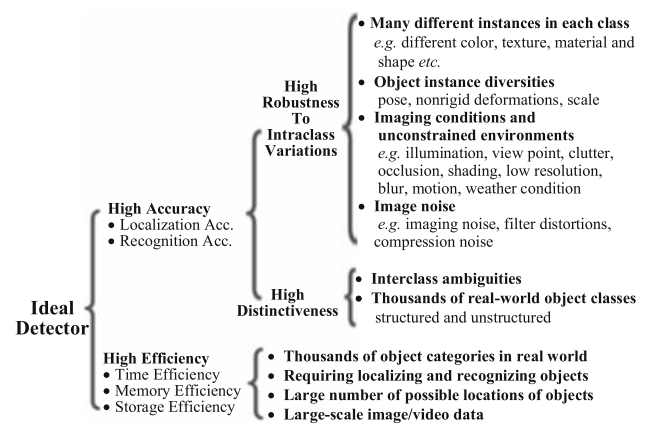 Ideal
Detector
High Accuracy
• Localization Acc.
• Recognition Acc.
High
Robustness
To
Intraclass
Variations
• Many different instances in each class
e.g. different color, texture, material and
shape etc.
• Object instance diversities
pose, nonrigid deformations, scale
• Imaging conditions and
unconstrained environments
e.g. illumination, view point, clutter,
occlusion, shading, low resolution,
blur, motion, weather condition
• Image noise
e.g. imaging noise, filter distortions,
compression noise
High
Distinctiveness
• Interclass ambiguities
• Thousands of real-world object classes
structured and unstructured
High Efficiency
• Time Efficiency
• Memory Efficiency
• Storage Efficiency
• Thousands of object categories in real world
• Requiring localizing and recognizing objects
• Large number of possible locations of objects
• Large-scale image/video data